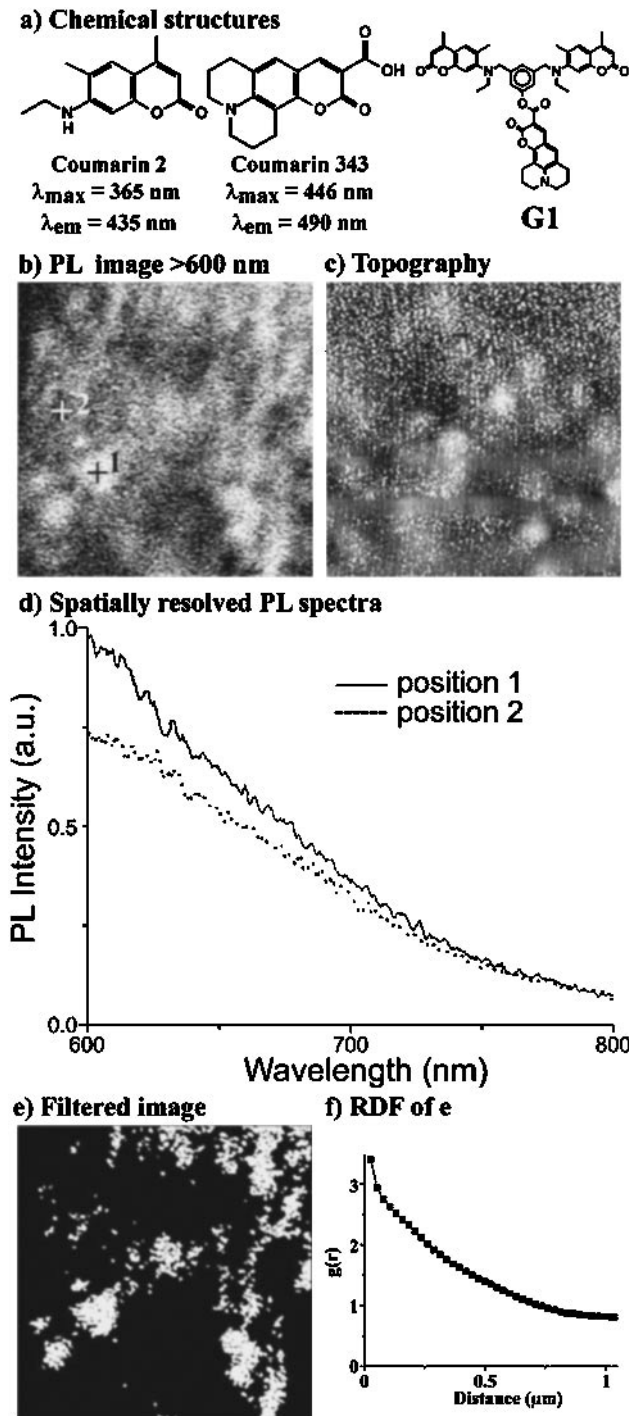 a) Chemical structures
N
H
O
O
N
O
O
O
OH
O
O
N
N
O
O
O
O
O
O
N
Coumarin 2
λmax = 365 nm
λem = 435 nm
Coumarin 343
λmax = 446 nm
λem = 490 nm
G1
b) PL image >600 nm
c) Topography
+2
+1
d) Spatially resolved PL spectra
PL Intensity (a.u.)
1.0
0.5
0.0
position 1
position 2
600
700
800
Wavelength (nm)
e) Filtered image
f) RDF of e
g(r)
3
2
1
0
0
0.5
1
Distance (μm)